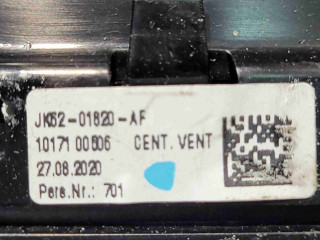 JK62-01820-AF
10171 00506 CENT. VENT
27.08.2020
Pers.Nr.: 701